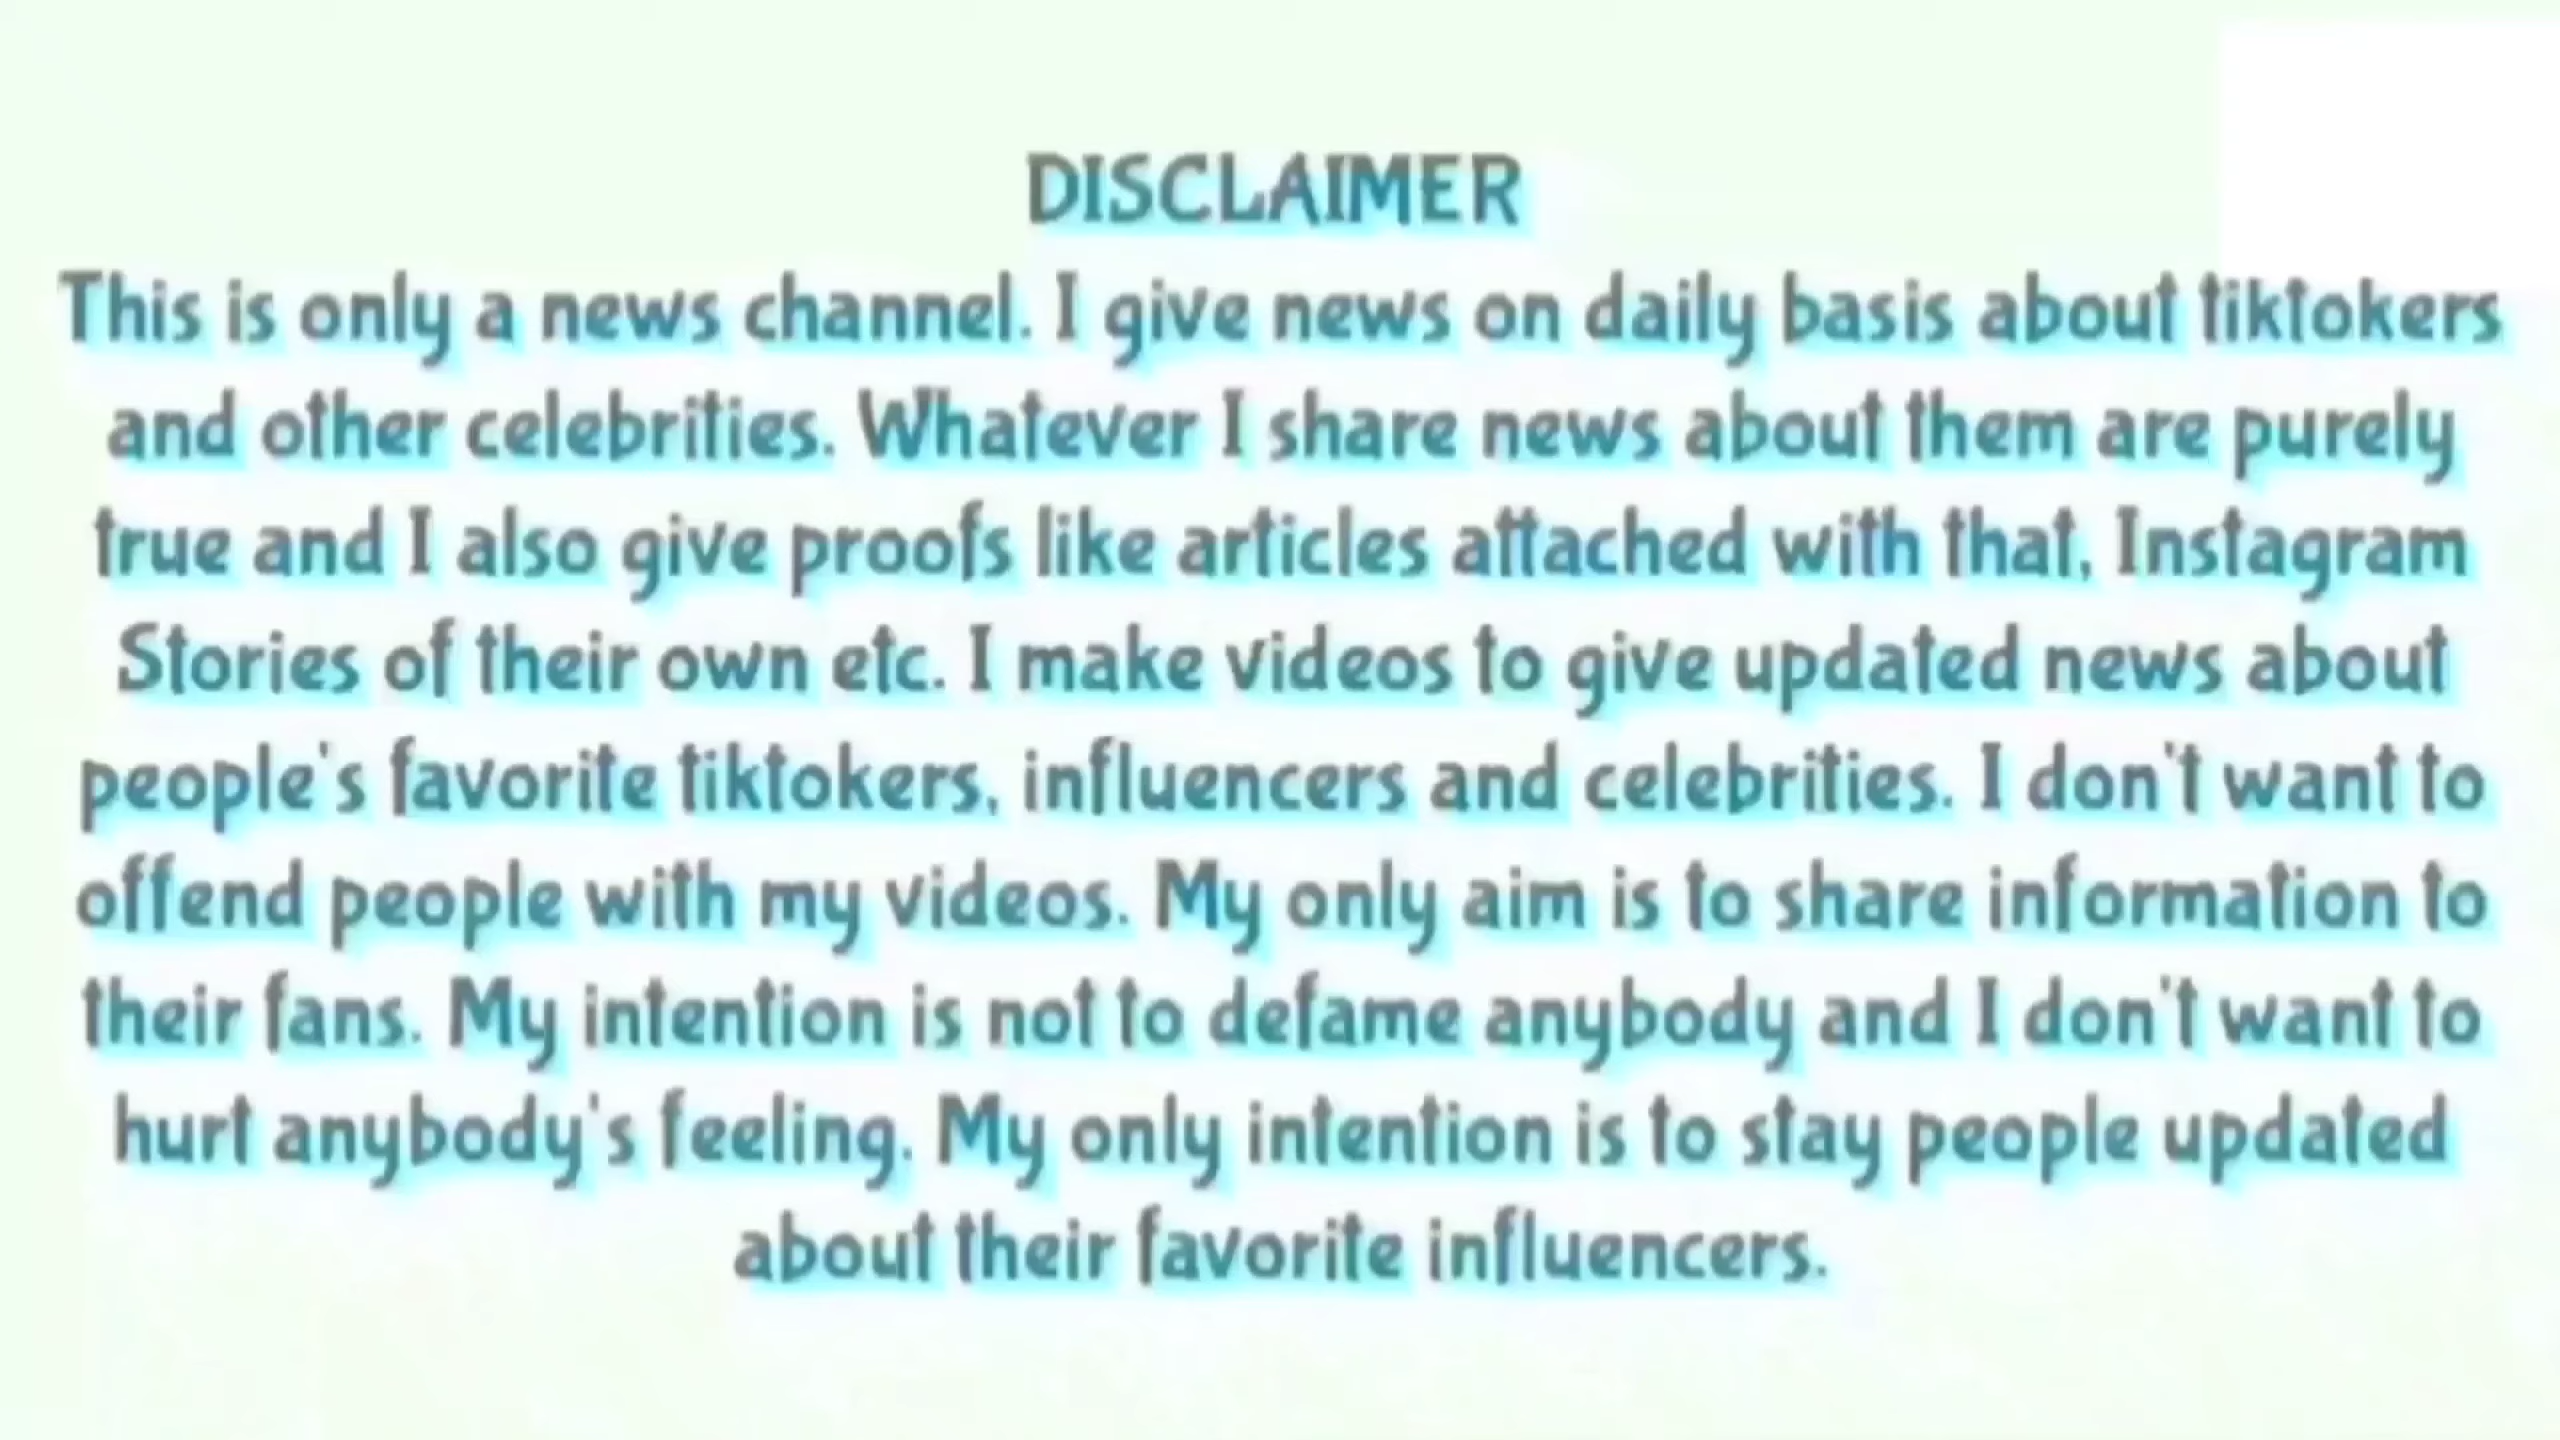 DISCLAIMER
This is only a news channel. I give news on daily basis about tiktokers
and other celebrities. Whatever I share news about them are purely
true and I also give proofs like articles attached with that, Instagram
Stories of their own etc. I make videos to give updated news about
people's favorite tiktokers, influencers and celebrities. I don't want to
offend people with my videos. My only aim is to share information to
their fans. My intention is not to defame anybody and I don't want to
hurt anybody's feeling. My only intention is to stay people updated
about their favorite influencers.